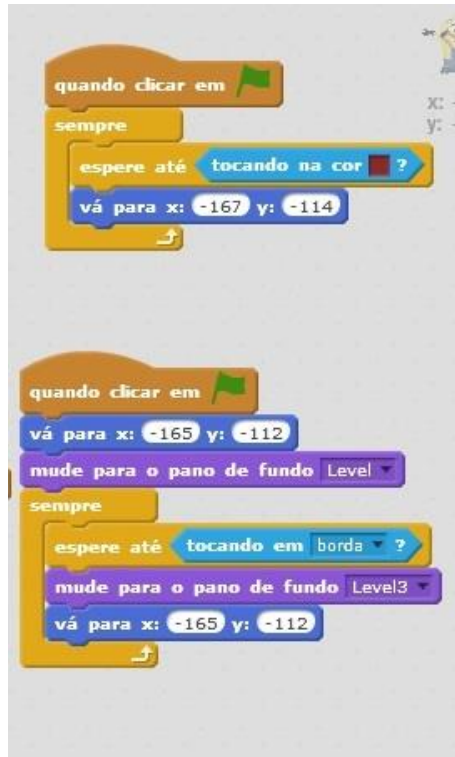 quando clicar em
sempre
espere até tocando na cor ?
vá para x: -167 y: -114
x: -
y: -
quando clicar em
vá para x: -165 y: -112
mude para o pano de fundo Level
sempre
espere até tocando em borda ?
mude para o pano de fundo Level3
vá para x: -165 y: -112